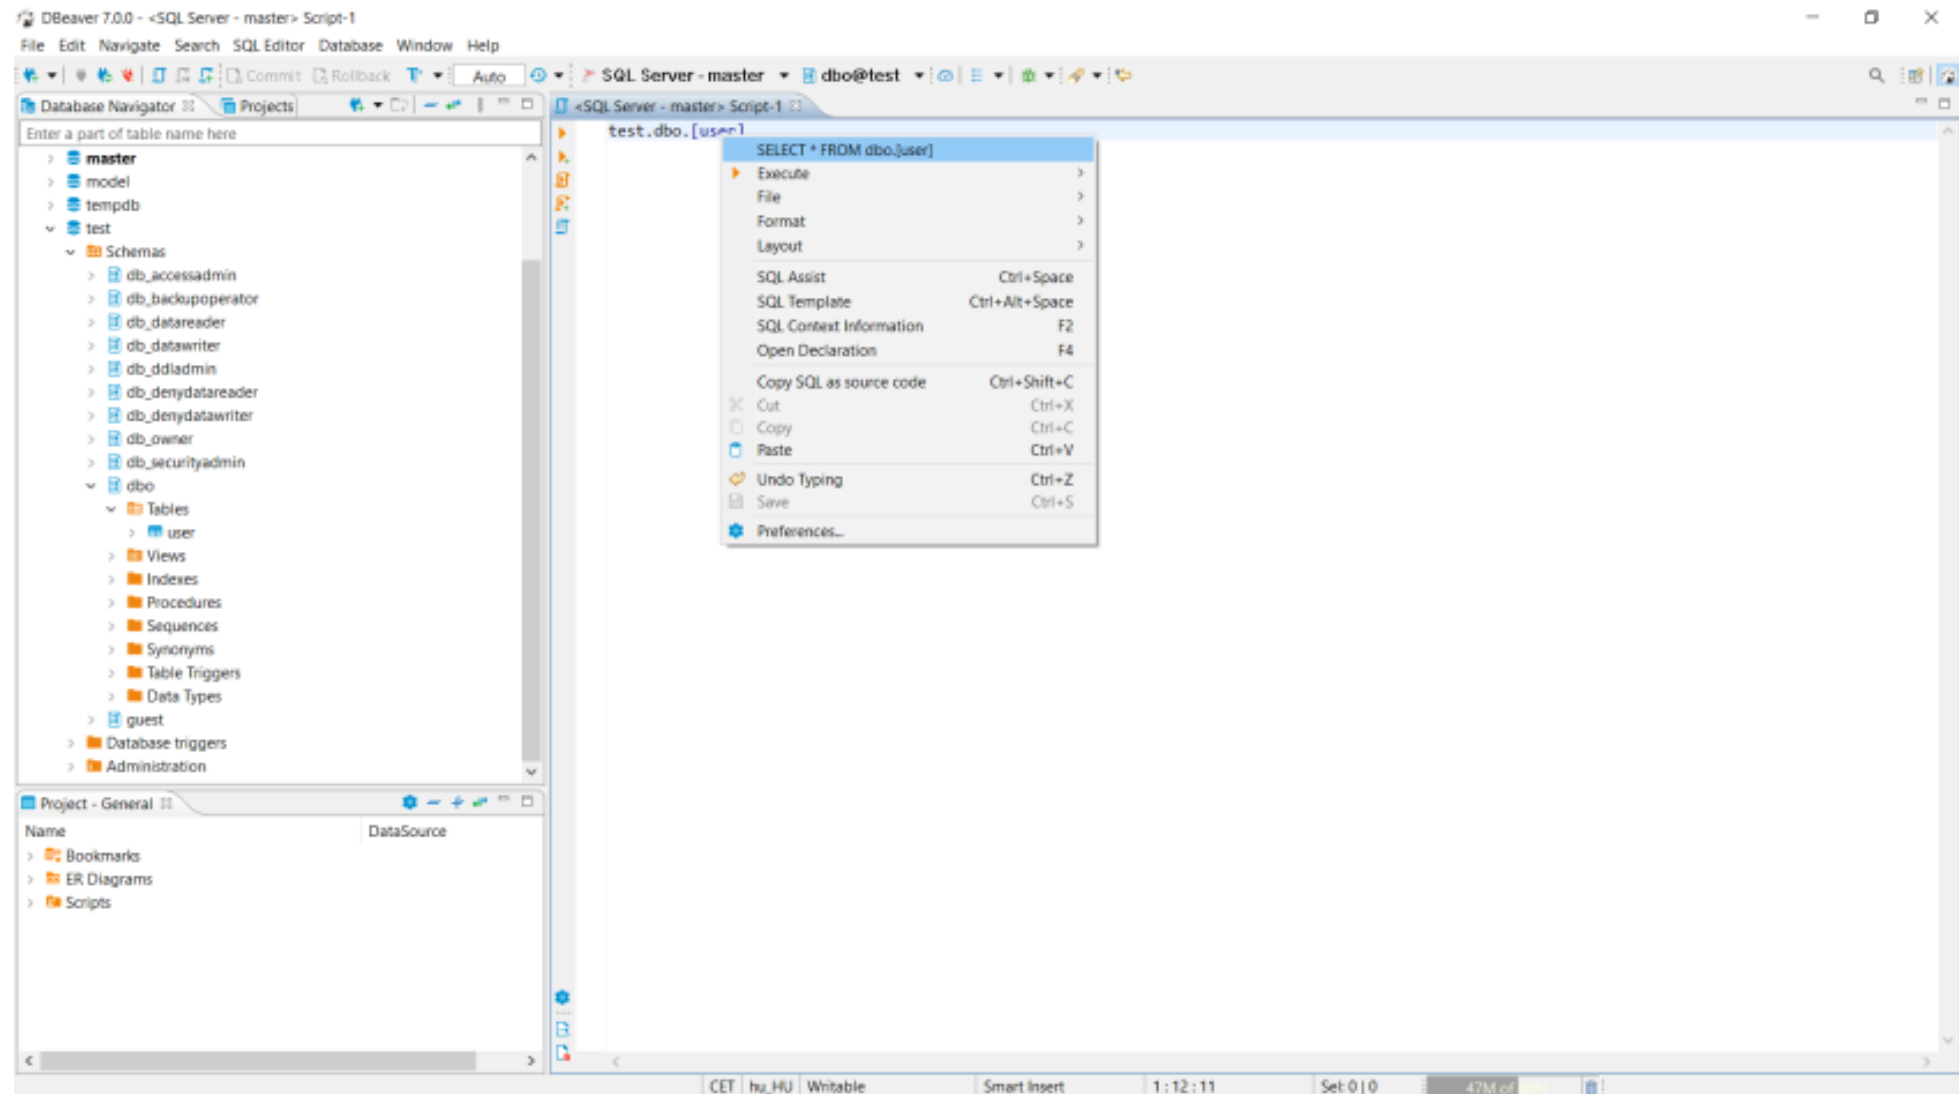 DBeaver 7.0.0 - <SQL Server - master> Script-1
File Edit Navigate Search SQL Editor Database Window Help
Commit Rollback Auto SQL Server - master dbo@test
Database Navigator Projects
<SQL Server - master> Script-1
Enter a part of table name here
test.dbo.[user]
master
model
tempdb
test
Schemas
db_accessadmin
db_backupoperator
db_datareader
db_datawriter
db_ddladmin
db_denydatareader
db_denydatawriter
db_owner
db_securityadmin
dbo
Tables
user
Views
Indexes
Procedures
Sequences
Synonyms
Table Triggers
Data Types
guest
Database triggers
Administration
SELECT * FROM dbo.[user]
Execute
File
Format
Layout
SQL Assist Ctrl+Space
SQL Template Ctrl+Alt+Space
SQL Context Information F2
Open Declaration F4
Copy SQL as source code Ctrl+Shift+C
Cut Ctrl+X
Copy Ctrl+C
Paste Ctrl+V
Undo Typing Ctrl+Z
Save Ctrl+S
Preferences...
Project - General
Name DataSource
Bookmarks
ER Diagrams
Scripts
CET hu_HU Writable Smart Insert 1:12:11 Sel: 0 | 0 47M of